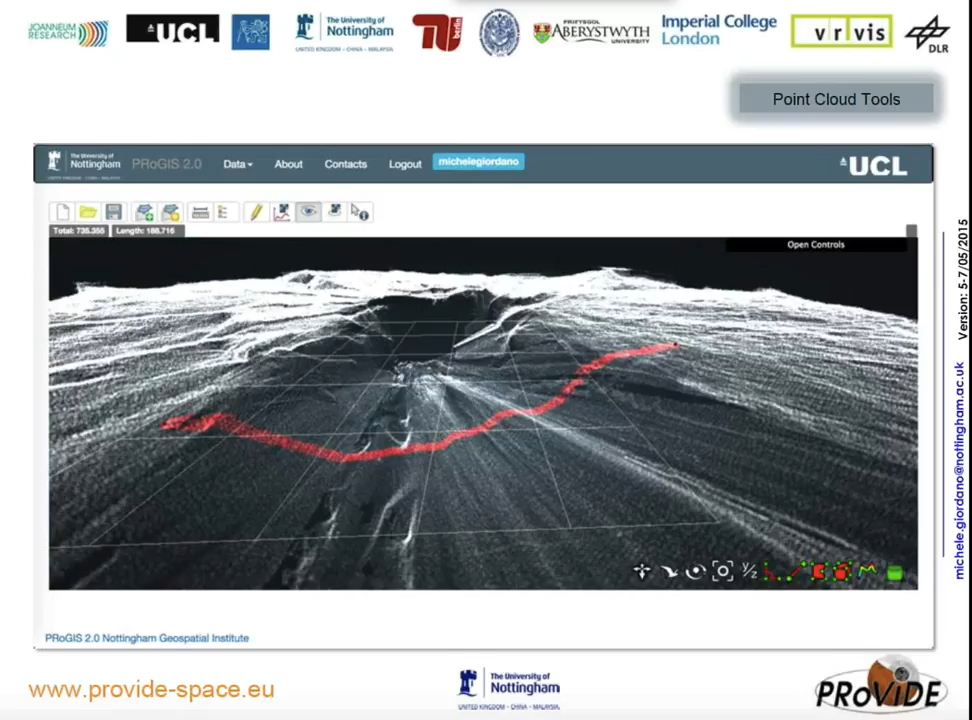 JOANNEUM
RESEARCH
UCL
The University of
Nottingham
UNITED KINGDOM · CHINA · MALAYSIA
berlin
PRIFYSGOL
ABERYSTWYTH
UNIVERSITY
Imperial College
London
vrvis
DLR
Point Cloud Tools
The University of
Nottingham
PRoGIS 2.0
Data
About
Contacts
Logout
michelegiordano
UCL
Total: 735.355
Length: 188.716
Open Controls
y/z
PRoGIS 2.0 Nottingham Geospatial Institute
michele.giordano@nottingham.ac.uk Version: 5-7/05/2015
www.provide-space.eu
The University of
Nottingham
UNITED KINGDOM · CHINA · MALAYSIA
PRoViDE